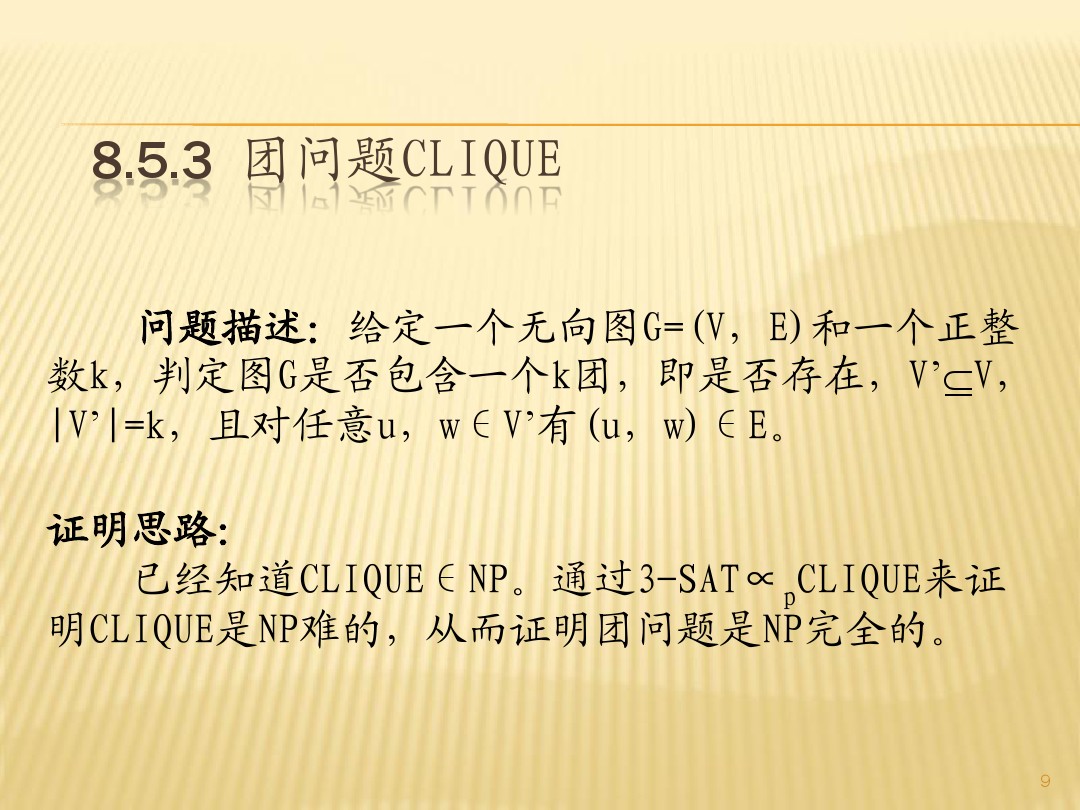 8.5.3 团问题CLIQUE
问题描述：给定一个无向图G=(V，E)和一个正整
数k，判定图G是否包含一个k团，即是否存在，V’⊆V，
|V’|=k，且对任意u，w∈V’有(u，w)∈E。
证明思路：
已经知道CLIQUE∈NP。通过3-SAT∝pCLIQUE来证
明CLIQUE是NP难的，从而证明团问题是NP完全的。
9